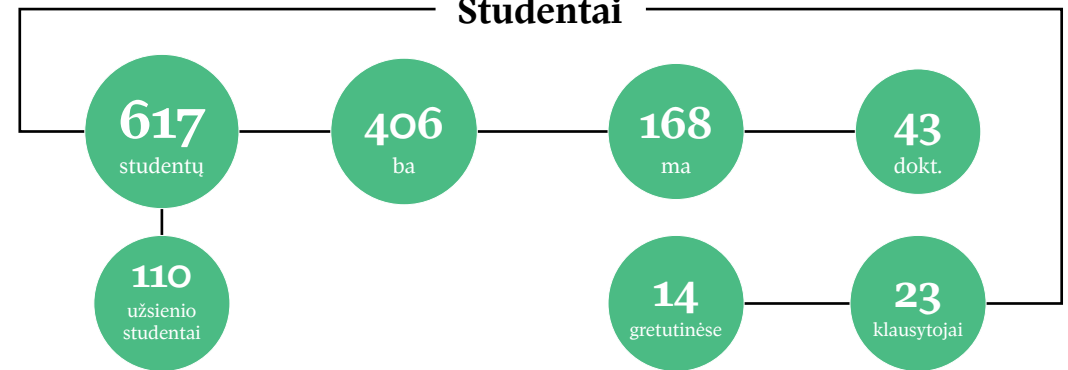 Studentai
617
studentų
406
ba
168
ma
43
dokt.
110
užsienio
studentai
14
gretutinėse
23
klausytojai